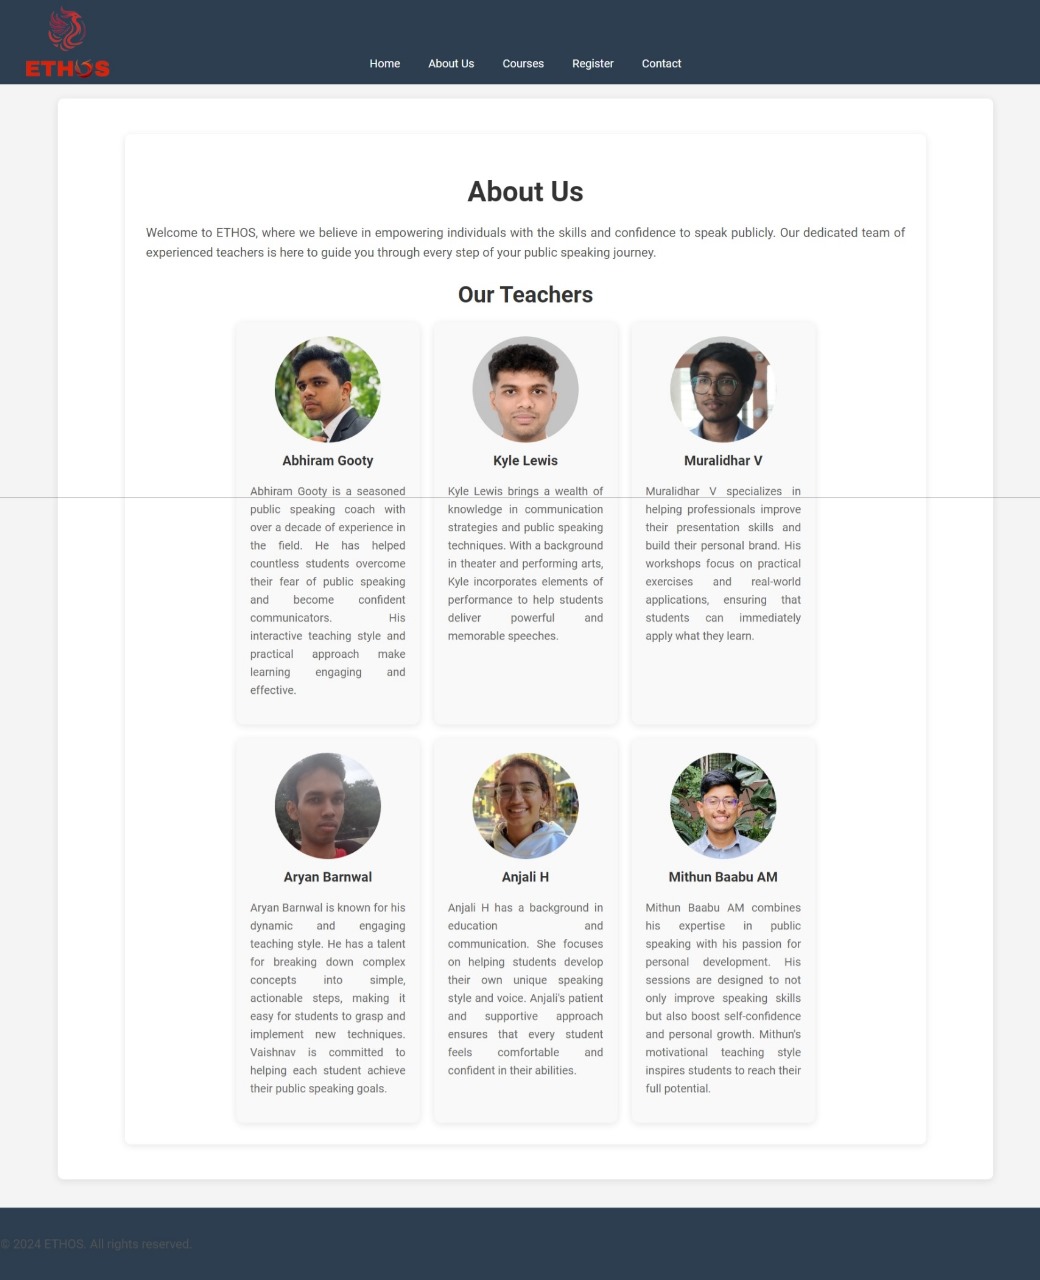 ETHOS
Home About Us Courses Register Contact
About Us
Welcome to ETHOS, where we believe in empowering individuals with the skills and confidence to speak publicly. Our dedicated team of
experienced teachers is here to guide you through every step of your public speaking journey.
Our Teachers
Abhiram Gooty
Abhiram Gooty is a seasoned
public speaking coach with
over a decade of experience in
the field. He has helped
countless students overcome
their fear of public speaking
and become confident
communicators. His
interactive teaching style and
practical approach make
learning engaging and
effective.
Kyle Lewis
Kyle Lewis brings a wealth of
knowledge in communication
strategies and public speaking
techniques. With a background
in theater and performing arts,
Kyle incorporates elements of
performance to help students
deliver powerful and
memorable speeches.
Muralidhar V
Muralidhar V specializes in
helping professionals improve
their presentation skills and
build their personal brand. His
workshops focus on practical
exercises and real-world
applications, ensuring that
students can immediately
apply what they learn.
Aryan Barnwal
Aryan Barnwal is known for his
dynamic and engaging
teaching style. He has a talent
for breaking down complex
concepts into simple,
actionable steps, making it
easy for students to grasp and
implement new techniques.
Vaishnav is committed to
helping each student achieve
their public speaking goals.
Anjali H
Anjali H has a background in
education and
communication. She focuses
on helping students develop
their own unique speaking
style and voice. Anjali's patient
and supportive approach
ensures that every student
feels comfortable and
confident in their abilities.
Mithun Baabu AM
Mithun Baabu AM combines
his expertise in public
speaking with his passion for
personal development. His
sessions are designed to not
only improve speaking skills
but also boost self-confidence
and personal growth. Mithun's
motivational teaching style
inspires students to reach their
full potential.
© 2024 ETHOS. All rights reserved.